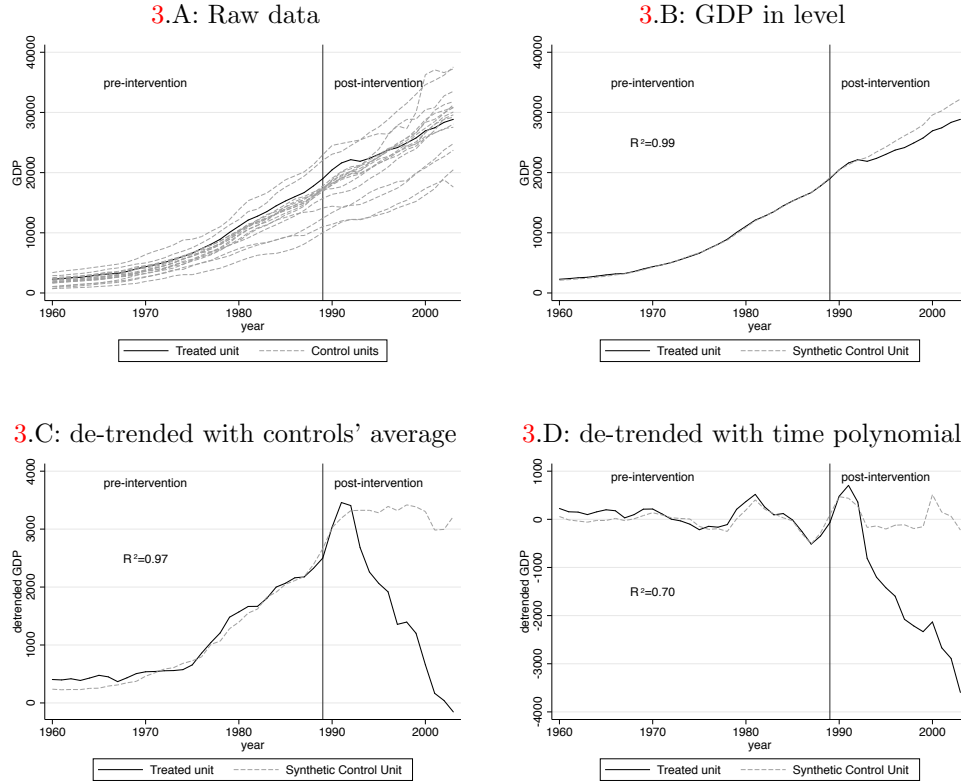 3.A: Raw data
40000
30000
20000
10000
0
GDP
pre-intervention
post-intervention
1960 1970 1980 1990 2000
year
Treated unit Control units
3.B: GDP in level
40000
30000
20000
10000
0
GDP
pre-intervention
post-intervention
R²=0.99
1960 1970 1980 1990 2000
year
Treated unit Synthetic Control Unit
3.C: de-trended with controls' average
4000
3000
2000
1000
0
detrended GDP
pre-intervention
post-intervention
R²=0.97
1960 1970 1980 1990 2000
year
Treated unit Synthetic Control Unit
3.D: de-trended with time polynomial
1000
0
-1000
-2000
-3000
-4000
detrended GDP
pre-intervention
post-intervention
R²=0.70
1960 1970 1980 1990 2000
year
Treated unit Synthetic Control Unit